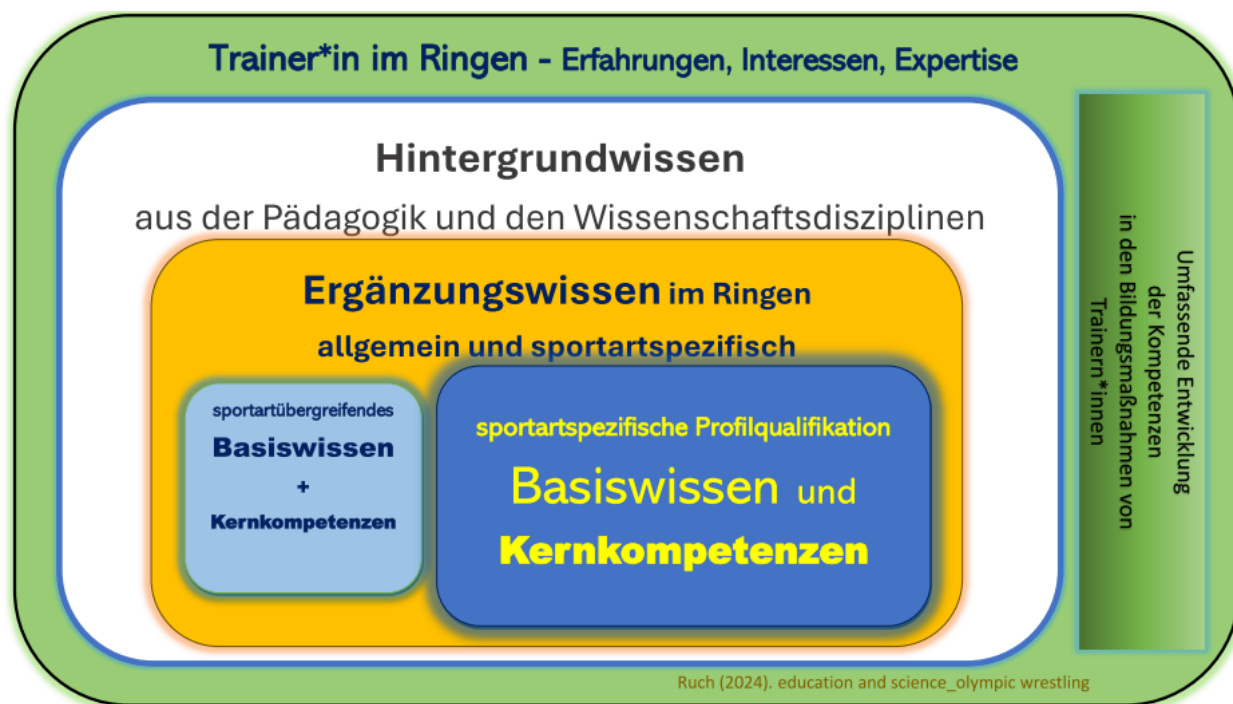 Trainer*in im Ringen - Erfahrungen, Interessen, Expertise
Hintergrundwissen
aus der Pädagogik und den Wissenschaftsdisziplinen
Ergänzungswissen im Ringen
allgemein und sportartspezifisch
sportartübergreifendes
Basiswissen
+
Kernkompetenzen
sportartspezifische Profilqualifikation
Basiswissen und
Kernkompetenzen
Umfassende Entwicklung
der Kompetenzen
in den Bildungsmaßnahmen von
Trainern*innen
Ruch (2024). education and science_olympic wrestling